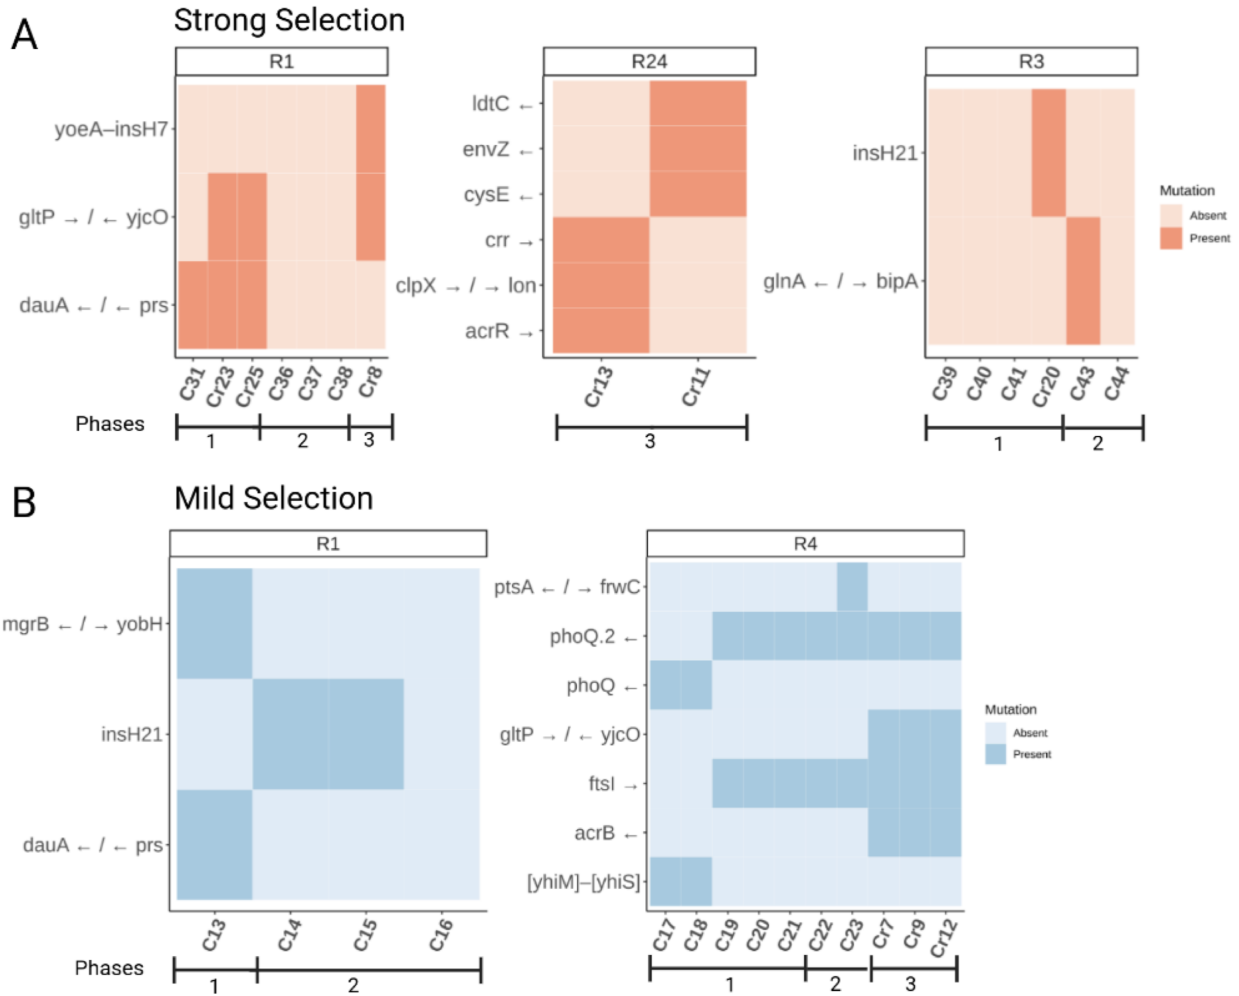 A
Strong Selection
R1
yoeA–insH7
gltP → / ← yjcO
dauA ← / ← prs
C31 Cr23 Cr25 C36 C37 C38 Cr8
Phases
1 2 3
R24
ldtC ←
envZ ←
cysE ←
crr →
clpX → / → lon
acrR →
Cr13 Cr11
3
R3
insH21
glnA ← / → bipA
C39 C40 C41 Cr20 C43 C44
1 2
Mutation
Absent
Present
B
Mild Selection
R1
mgrB ← / → yobH
insH21
dauA ← / ← prs
C13 C14 C15 C16
Phases
1 2
R4
ptsA ← / → frwC
phoQ.2 ←
phoQ ←
gltP → / ← yjcO
ftsI →
acrB ←
[yhiM]–[yhiS]
C17 C18 C19 C20 C21 C22 C23 Cr7 Cr9 Cr12
1 2 3
Mutation
Absent
Present